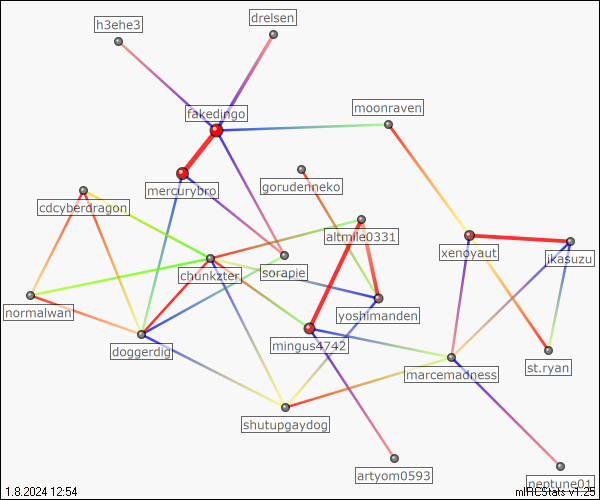 h3ehe3
drelsen
fakedingo
moonraven
mercurybro
gorudenneko
cdcyberdragon
altmile0331
xenoyaut
jkasuzu
chunkzter
sorapie
normalwan
yoshimanden
doggerdig
mingus4742
marcemadness
st.ryan
shutupgaydog
artyom0593
neptune01
1.8.2024 12:54
mIRCStats v1.25